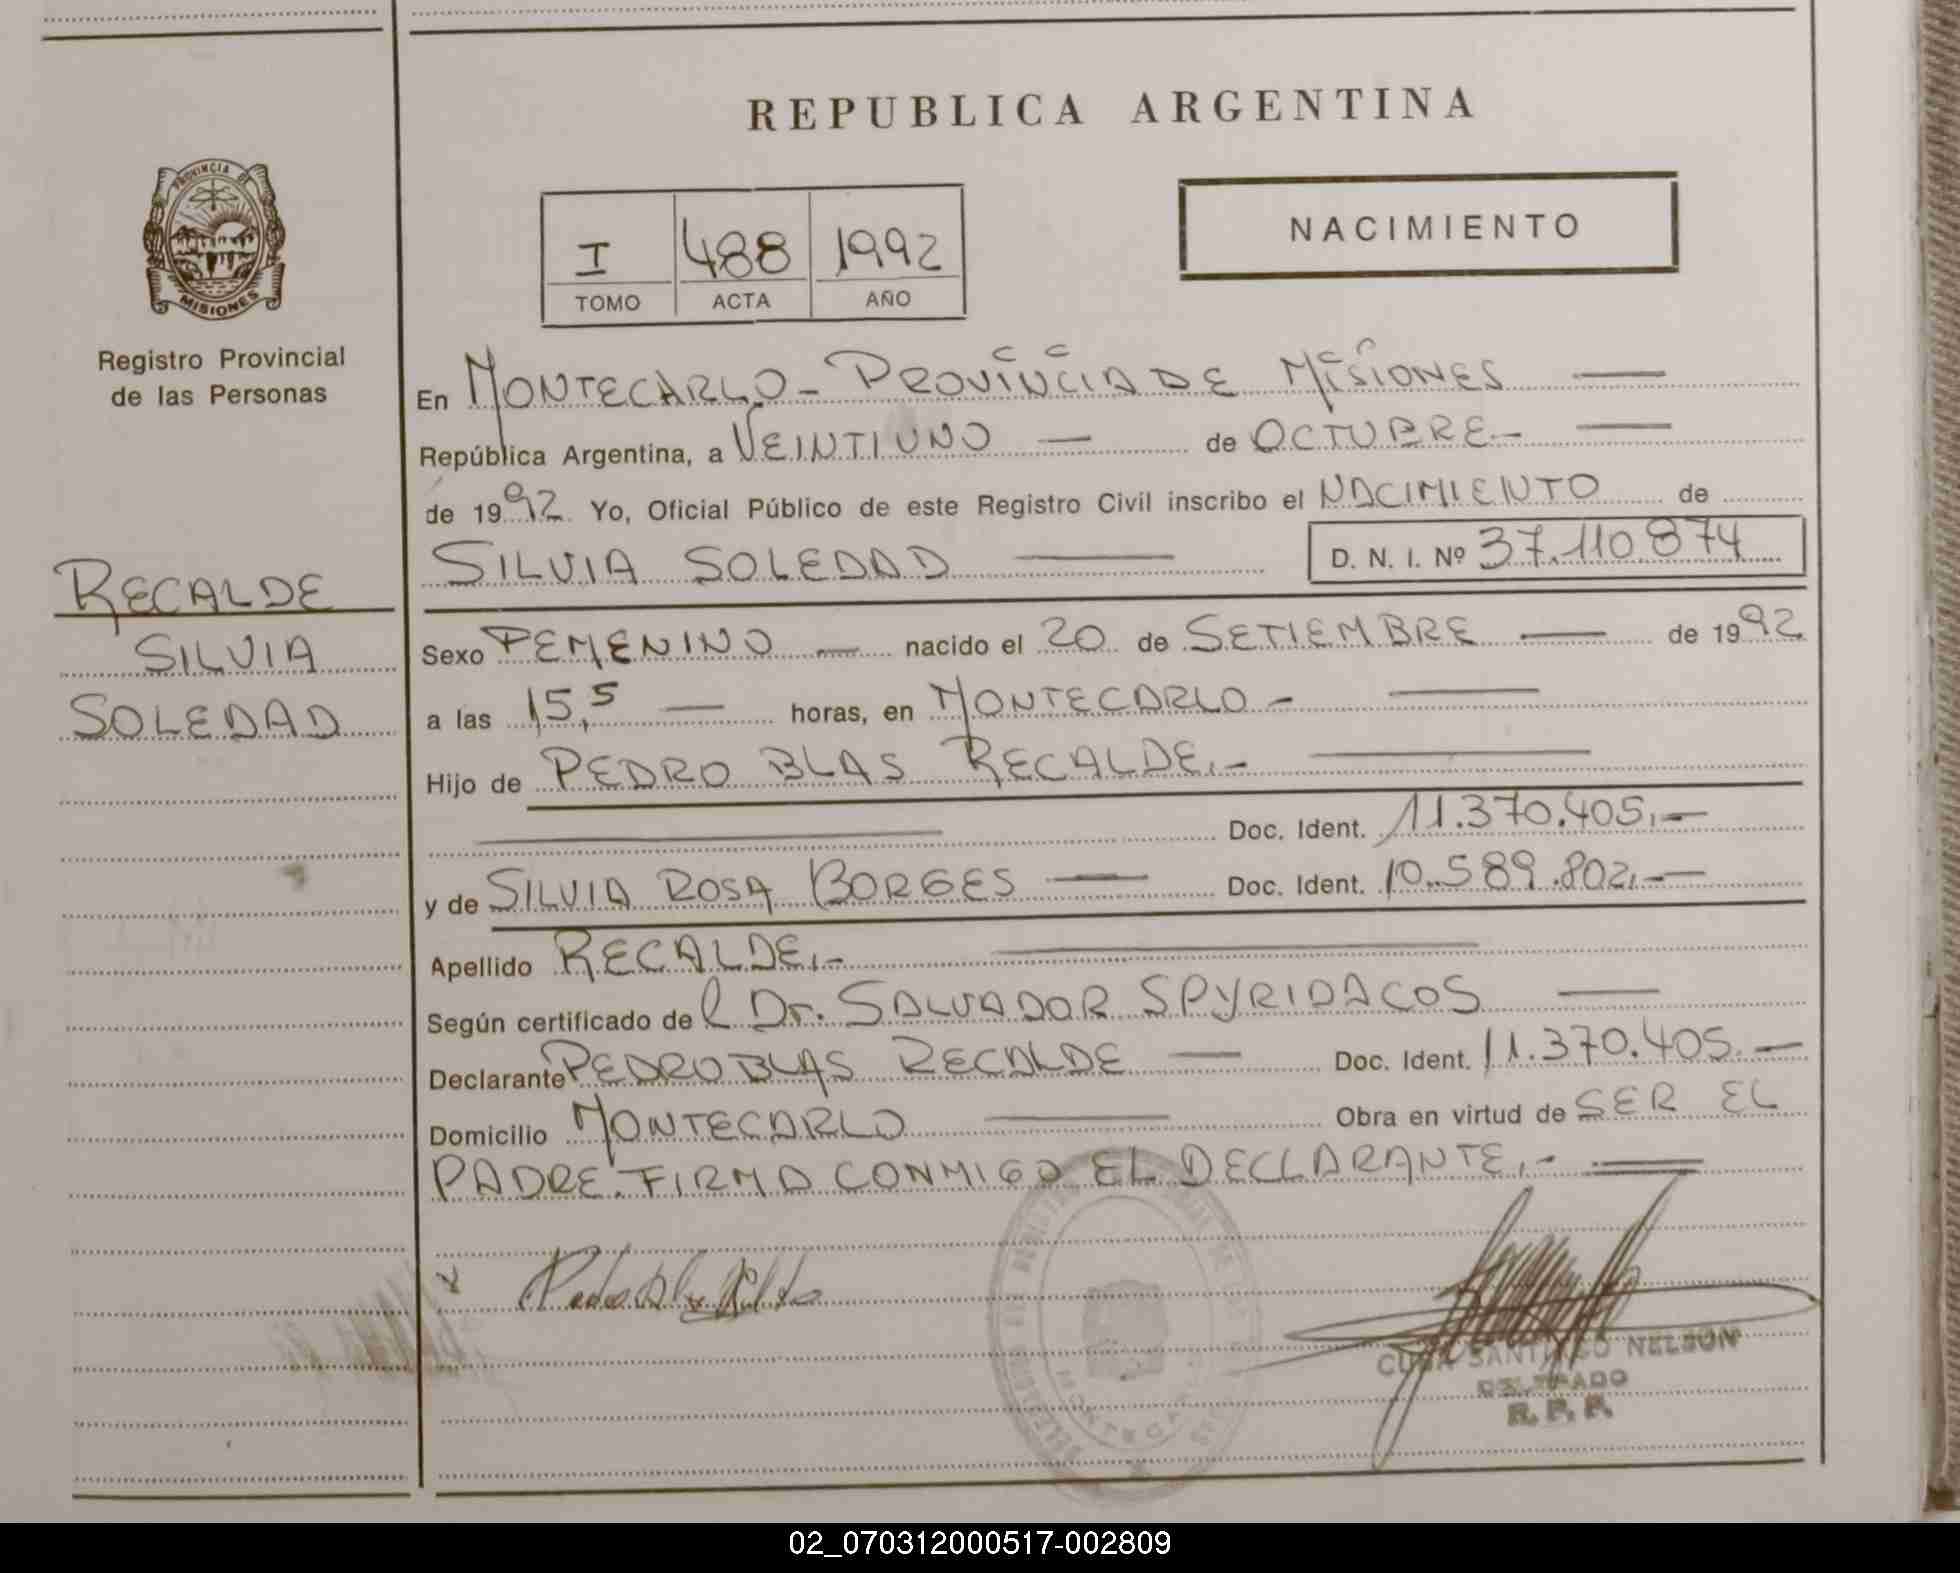 REPUBLICA ARGENTINA
PROVINCIA DE
MISIONES
Registro Provincial
de las Personas
I 488 1992
TOMO ACTA AÑO
NACIMIENTO
En MONTECARLO - PROVINCIA DE MISIONES
República Argentina, a VEINTIUNO de OCTUBRE.-
de 1992 Yo, Oficial Público de este Registro Civil inscribo el NACIMIENTO de
SILVIA SOLEDAD D. N. I. Nº 37.110.874
RECALDE
SILVIA
SOLEDAD
Sexo FEMENINO nacido el 20 de SETIEMBRE de 1992
a las 15,5 horas, en MONTECARLO -
Hijo de PEDRO BLAS RECALDE.-
Doc. Ident. 11.370.405.-
y de SILVIA ROSA BORGES Doc. Ident. 10.589.802.-
Apellido RECALDE.-
Según certificado del Dr. SALVADOR SPYRIDACOS
Declarante PEDRO BLAS RECALDE Doc. Ident. 11.370.405.-
Domicilio MONTECARLO Obra en virtud de SER EL
PADRE. FIRMA CONMIGO EL DECLARANTE.-
SANTIAGO NELSON
DELEGADO
R. P. P.
02_070312000517-002809